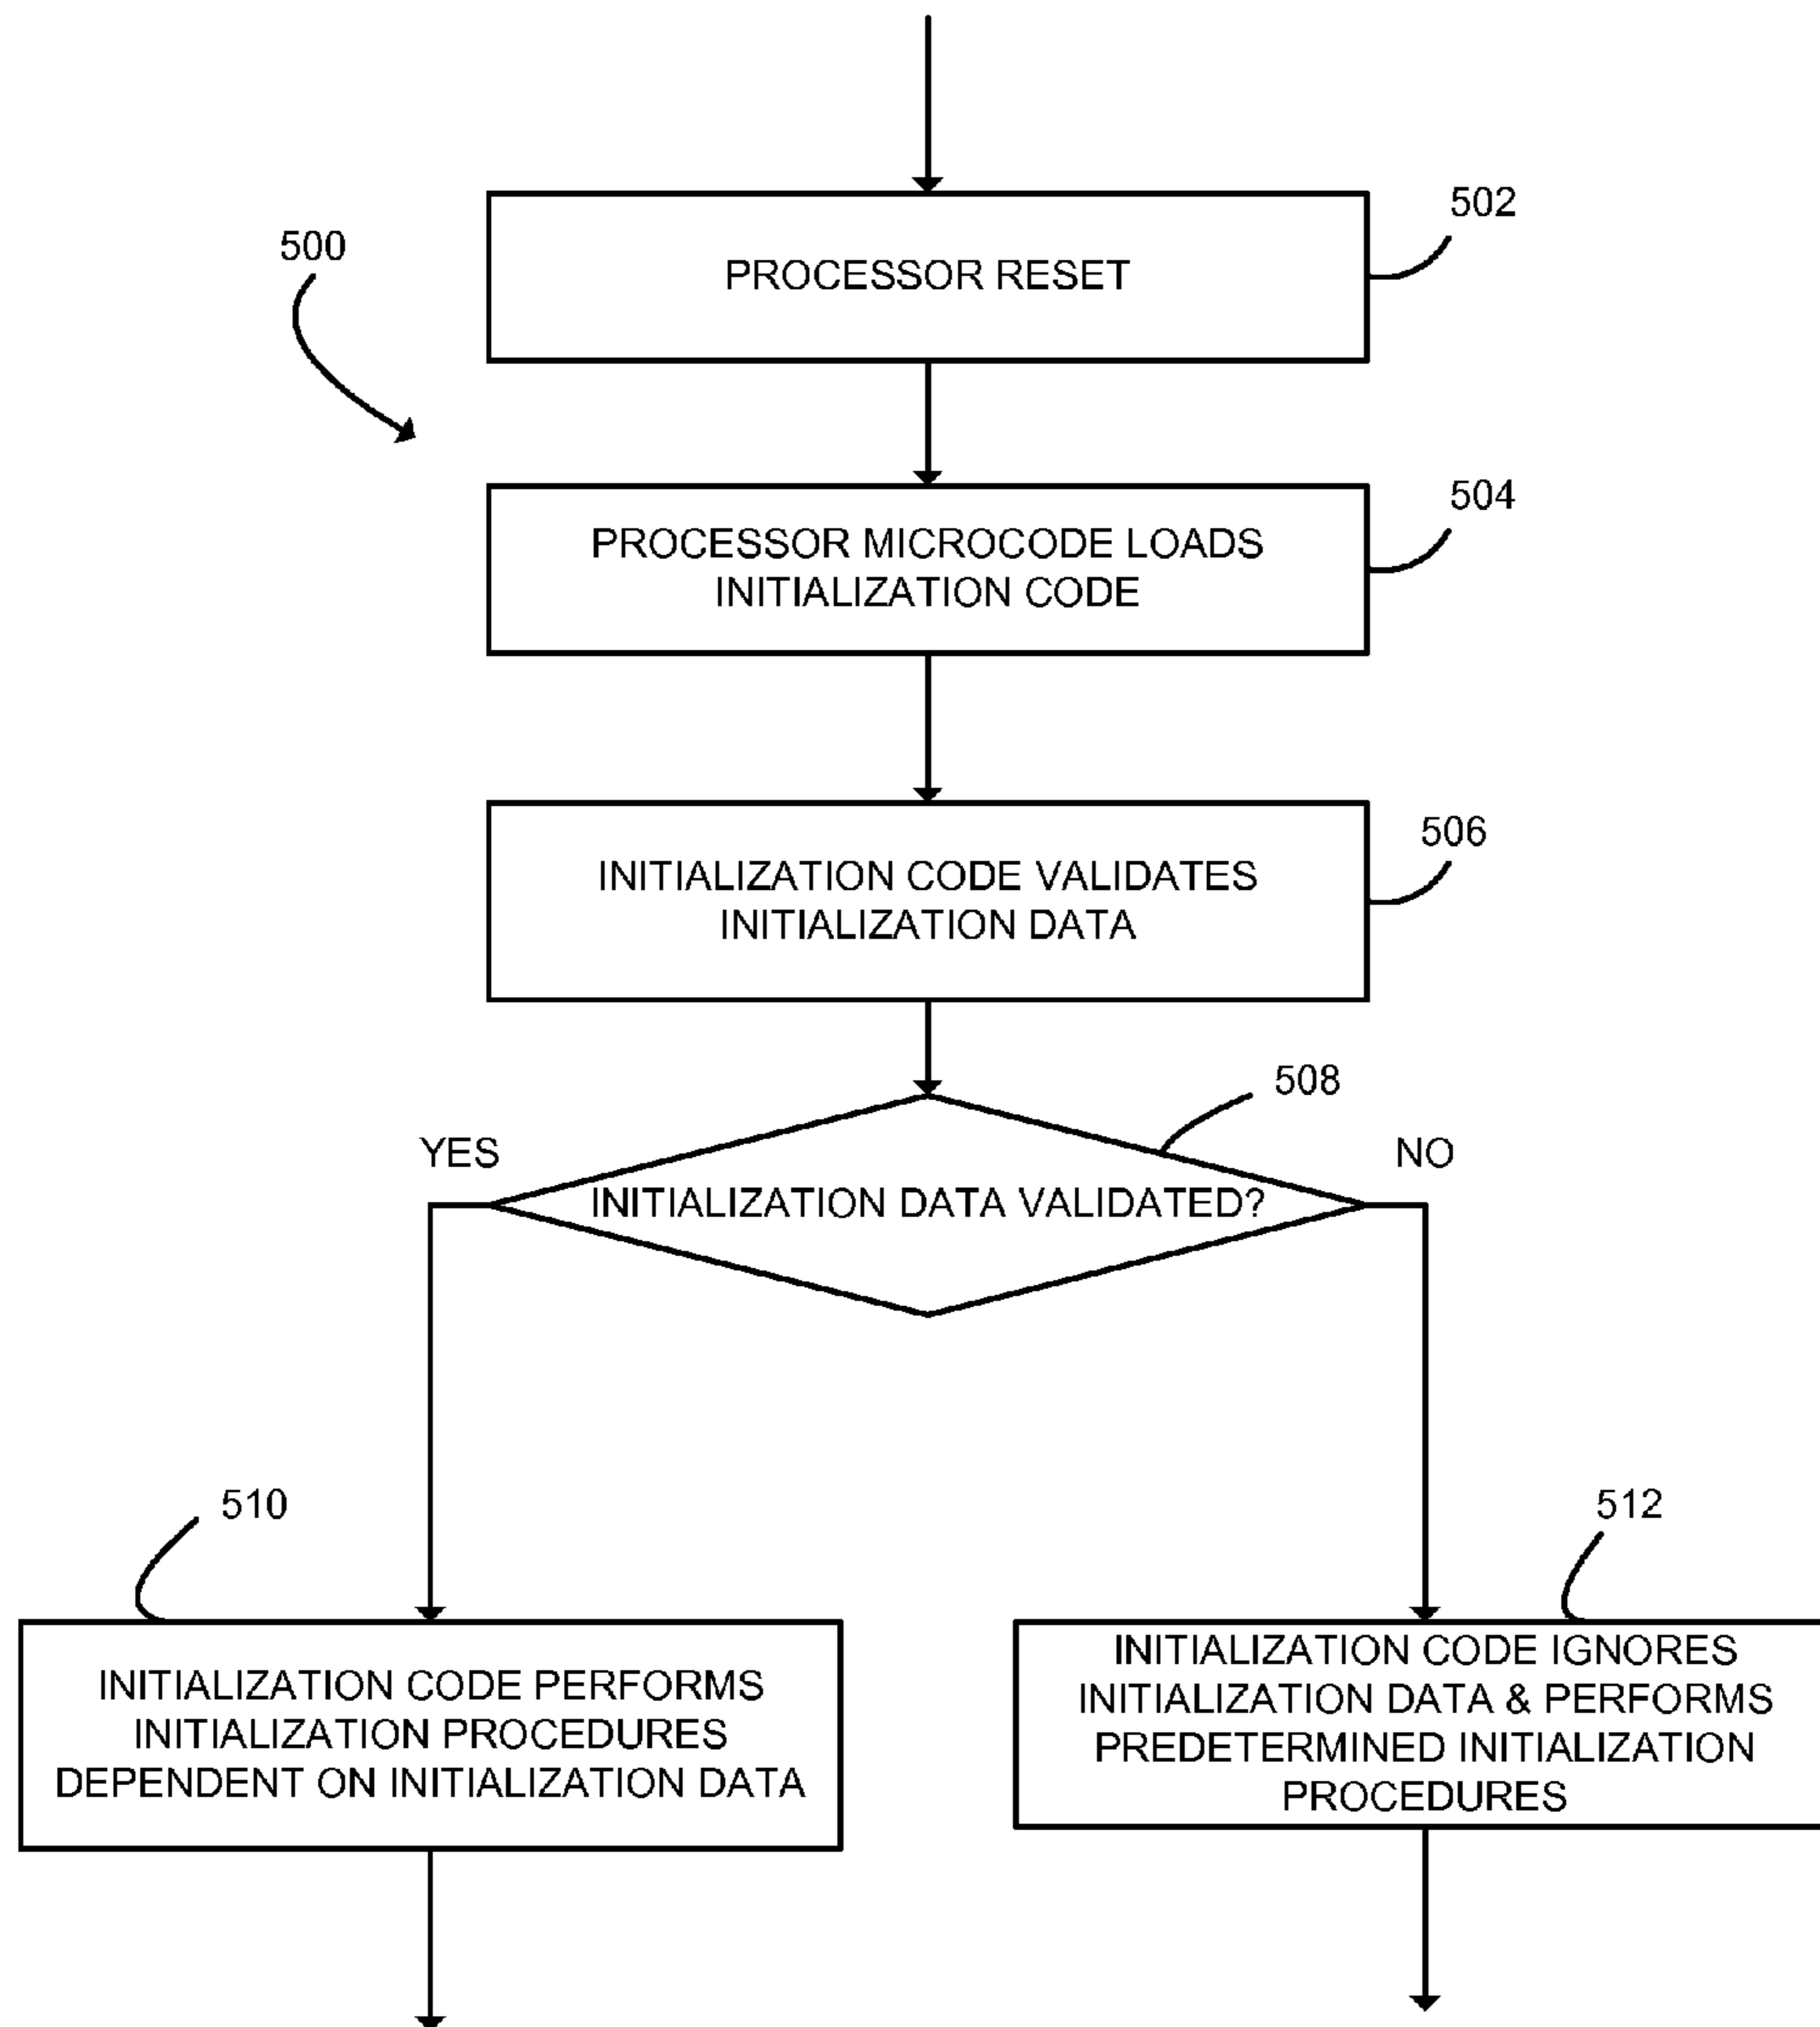 502
500
PROCESSOR RESET
504
PROCESSOR MICROCODE LOADS
INITIALIZATION CODE
506
INITIALIZATION CODE VALIDATES
INITIALIZATION DATA
508
YES
NO
INITIALIZATION DATA VALIDATED?
510
512
INITIALIZATION CODE PERFORMS
INITIALIZATION PROCEDURES
DEPENDENT ON INITIALIZATION DATA
INITIALIZATION CODE IGNORES
INITIALIZATION DATA & PERFORMS
PREDETERMINED INITIALIZATION
PROCEDURES